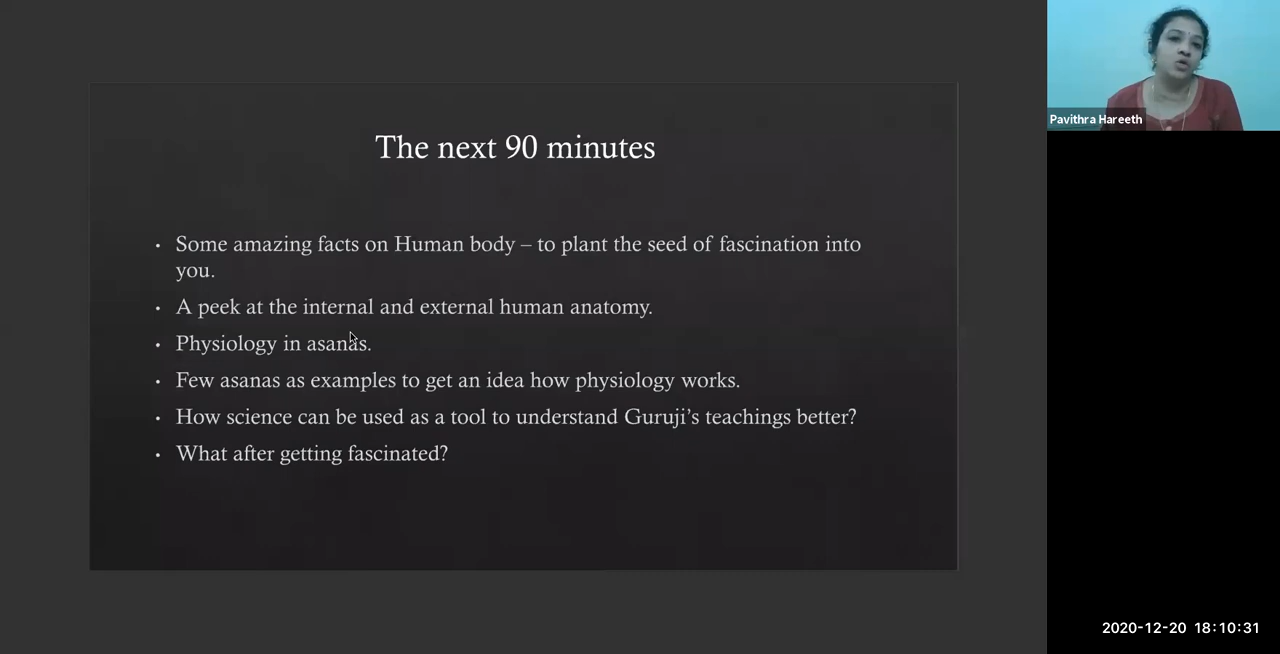 The next 90 minutes
• Some amazing facts on Human body – to plant the seed of fascination into
you.
• A peek at the internal and external human anatomy.
• Physiology in asanas.
• Few asanas as examples to get an idea how physiology works.
• How science can be used as a tool to understand Guruji’s teachings better?
• What after getting fascinated?
Pavithra Hareeth
2020-12-20 18:10:31